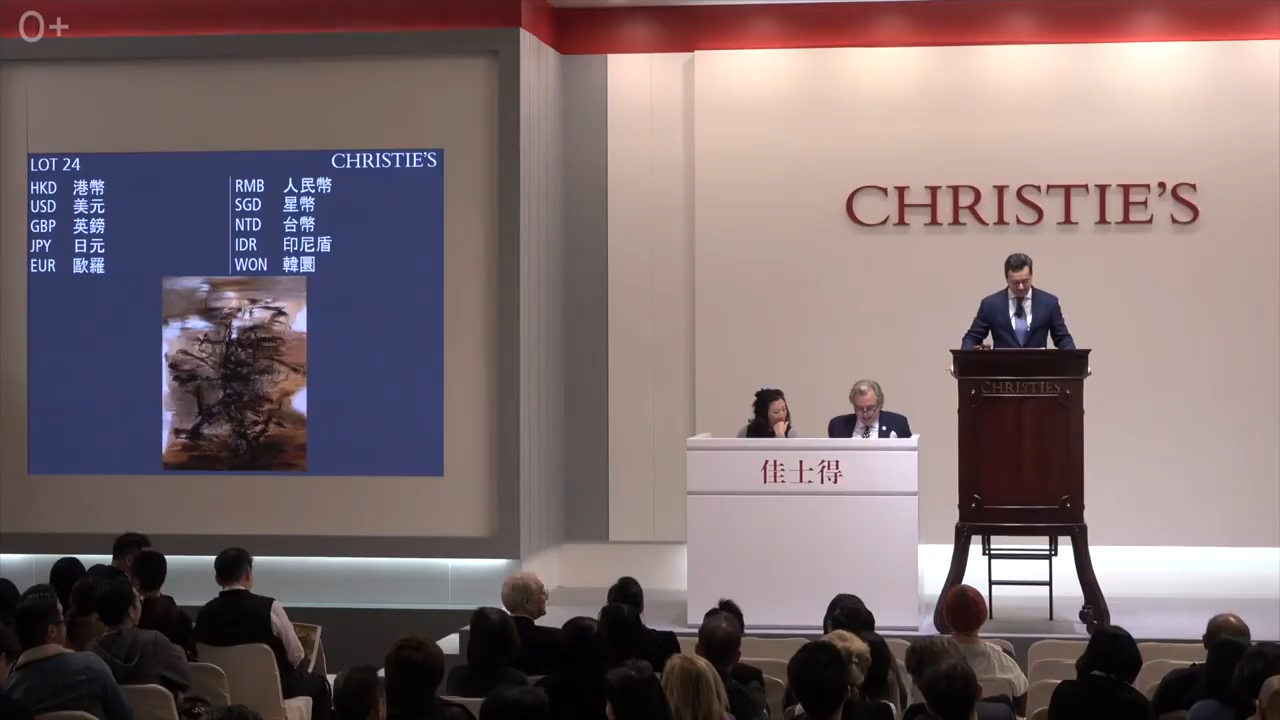 0+
LOT 24
CHRISTIE'S
HKD 港幣
USD 美元
GBP 英鎊
JPY 日元
EUR 歐羅
RMB 人民幣
SGD 星幣
NTD 台幣
IDR 印尼盾
WON 韓圜
CHRISTIE'S
CHRISTIE'S
佳士得